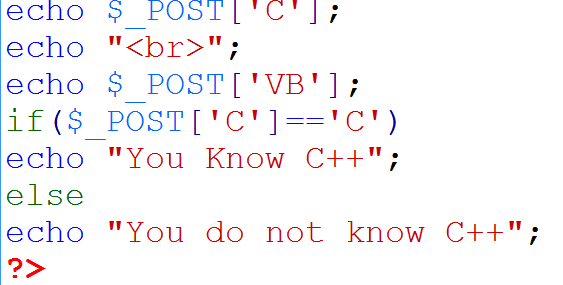 echo $_POST['C'];
echo "<br>";
echo $_POST['VB'];
if($_POST['C']=='C')
echo "You Know C++";
else
echo "You do not know C++";
?>